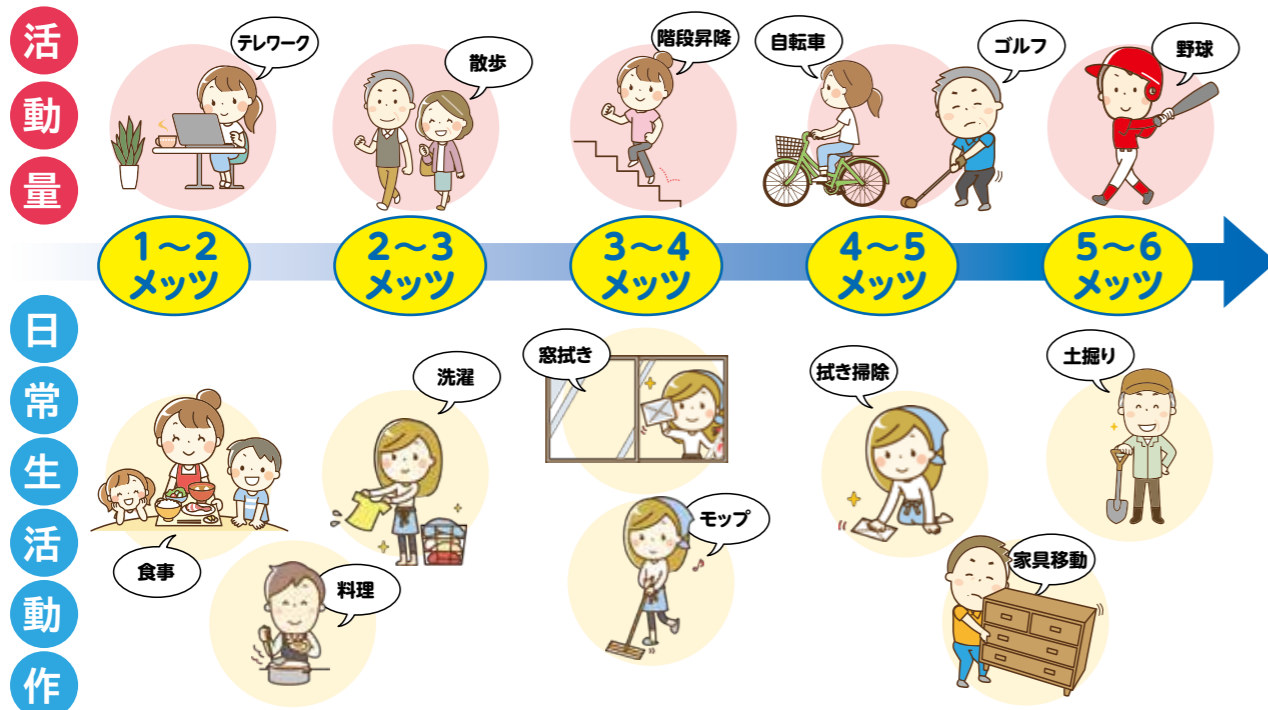 活動量
テレワーク
散歩
階段昇降
自転車
ゴルフ
野球
1～2
メッツ
2～3
メッツ
3～4
メッツ
4～5
メッツ
5～6
メッツ
日常生活動作
食事
料理
洗濯
窓拭き
モップ
拭き掃除
家具移動
土掘り